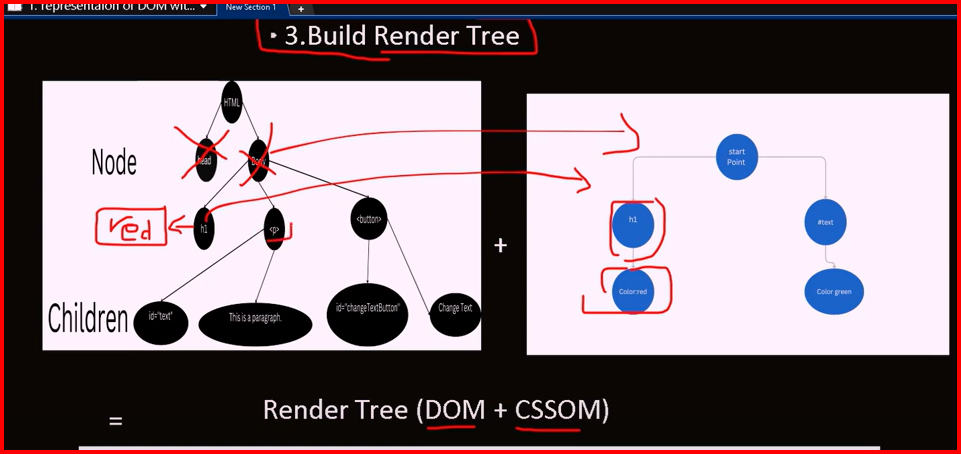 1. representaion of DOM wit...
New Section 1
+
• 3.Build Render Tree
HTML
Node
head
Body
start
Point
red
h1
<p>
<button>
+
h1
#text
Children
id="text"
This is a paragraph.
id="changeTextButton"
Change Text
Color:red
Color green
=
Render Tree (DOM + CSSOM)